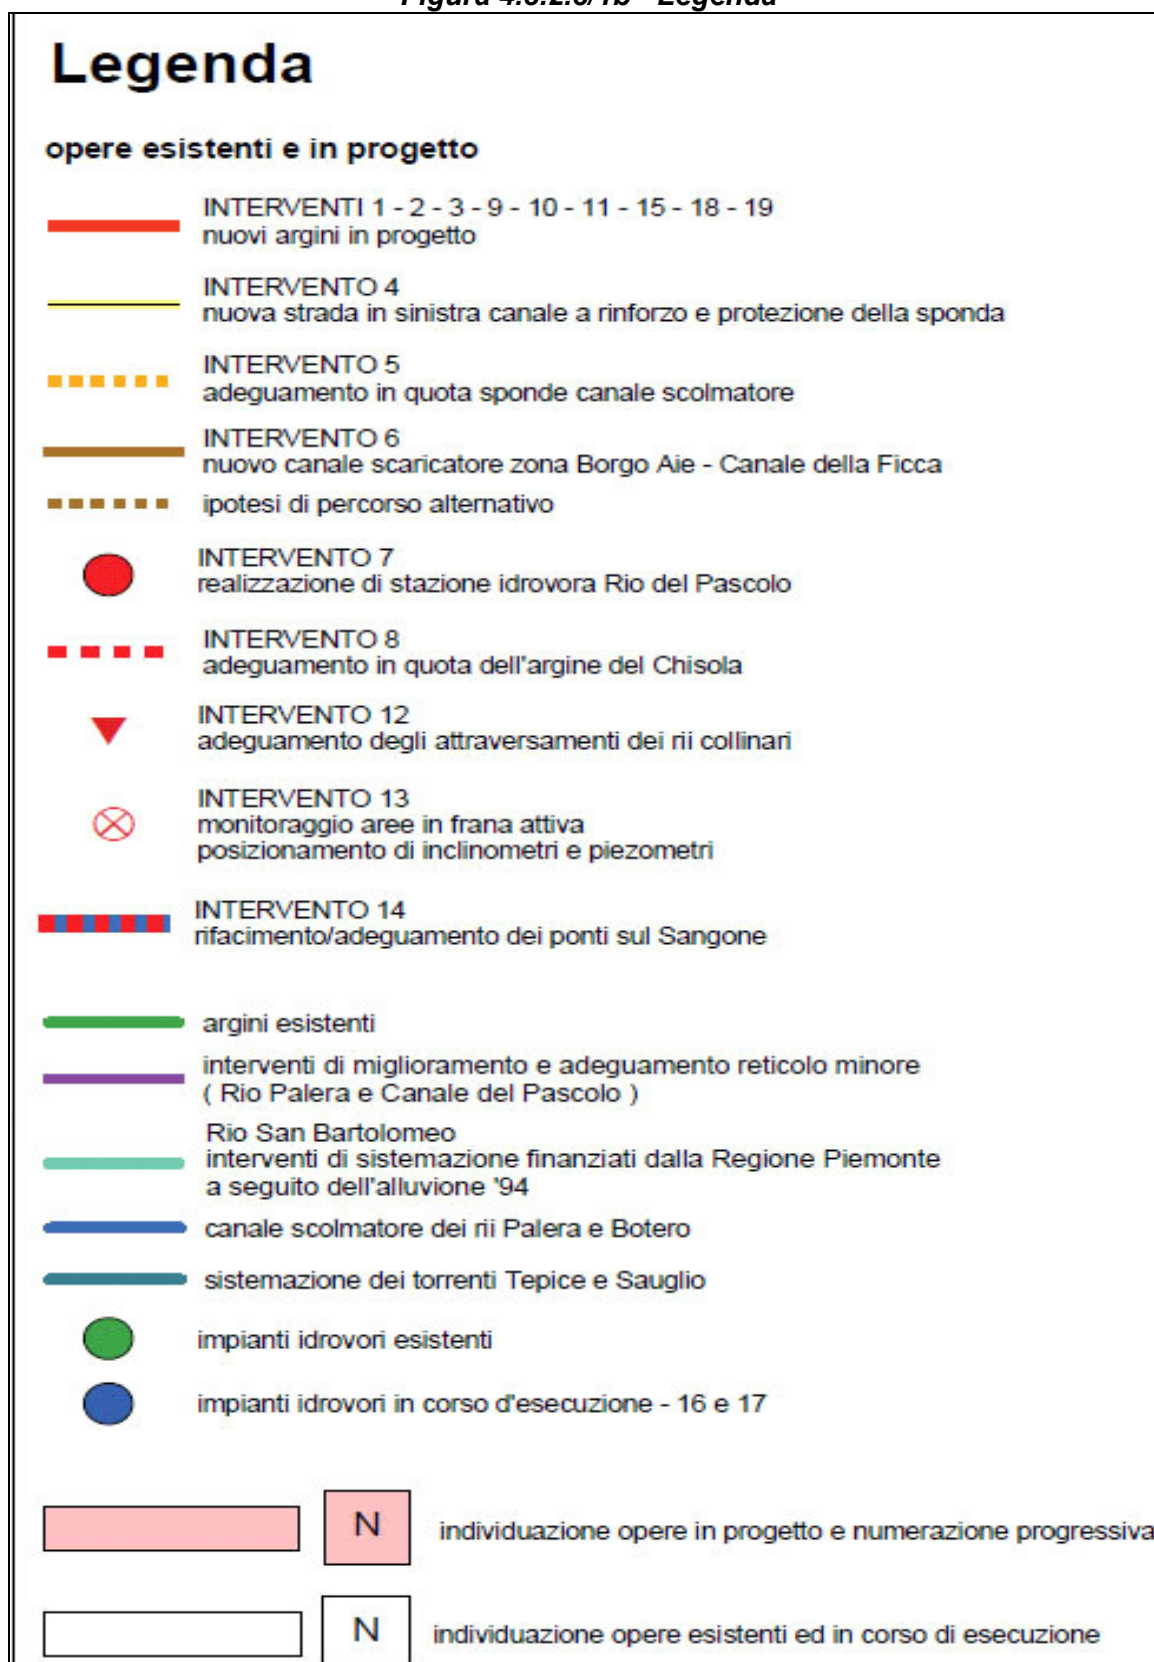 Legenda
Legenda
opere esistenti e in progetto
INTERVENTI 1 - 2 - 3 - 9 - 10 - 11 - 15 - 18 - 19
nuovi argini in progetto
INTERVENTO 4
nuova strada in sinistra canale a rinforzo e protezione della sponda
INTERVENTO 5
adeguamento in quota sponde canale scolmatore
INTERVENTO 6
nuovo canale scaricatore zona Borgo Aie - Canale della Ficca
ipotesi di percorso alternativo
INTERVENTO 7
realizzazione di stazione idrovora Rio del Pascolo
INTERVENTO 8
adeguamento in quota dell'argine del Chisola
INTERVENTO 12
adeguamento degli attraversamenti dei rii collinari
INTERVENTO 13
monitoraggio aree in frana attiva
posizionamento di inclinometri e piezometri
INTERVENTO 14
rifacimento/adeguamento dei ponti sul Sangone
argini esistenti
interventi di miglioramento e adeguamento reticolo minore
( Rio Palera e Canale del Pascolo )
Rio San Bartolomeo
interventi di sistemazione finanziati dalla Regione Piemonte
a seguito dell'alluvione '94
canale scolmatore dei rii Palera e Botero
sistemazione dei torrenti Tepice e Sauglio
impianti idrovori esistenti
impianti idrovori in corso d'esecuzione - 16 e 17
N individuazione opere in progetto e numerazione progressiva
N individuazione opere esistenti ed in corso di esecuzione